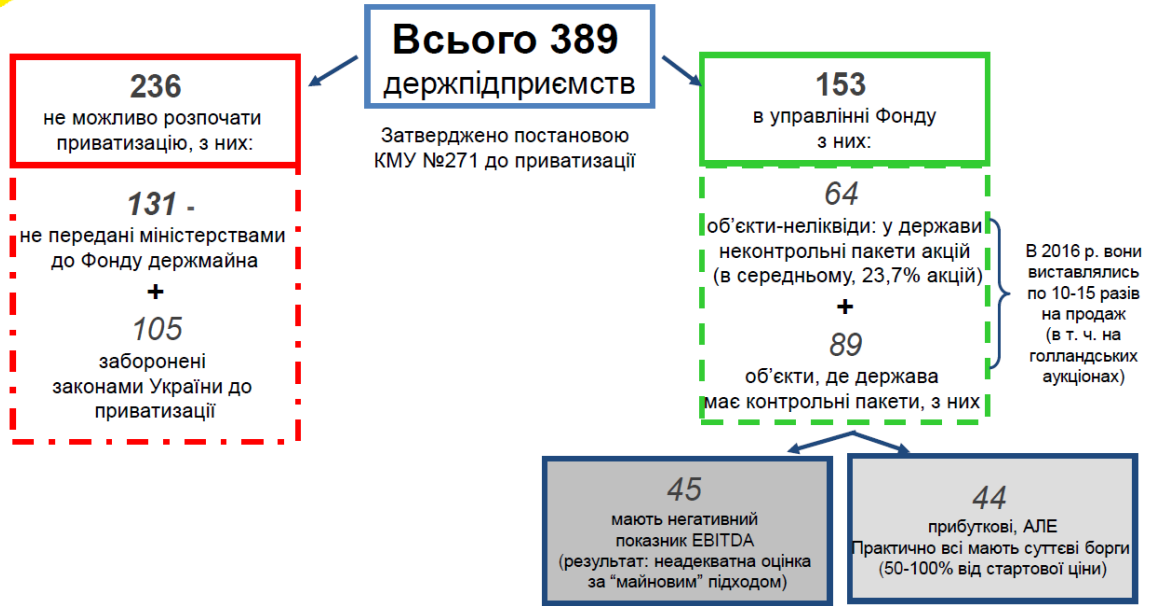 Всього 389
держпідприємств
Затверджено постановою
КМУ №271 до приватизації
236
не можливо розпочати
приватизацію, з них:
131 -
не передані міністерствами
до Фонду держмайна
+
105
заборонені
законами України до
приватизації
153
в управлінні Фонду
з них:
64
об’єкти-неліквіди: у держави
неконтрольні пакети акцій
(в середньому, 23,7% акцій)
+
89
об’єкти, де держава
має контрольні пакети, з них
В 2016 р. вони
виставлялись
по 10-15 разів
на продаж
(в т. ч. на
голландських
аукціонах)
45
мають негативний
показник EBITDA
(результат: неадекватна оцінка
за “майновим” підходом)
44
прибуткові, АЛЕ
Практично всі мають суттєві борги
(50-100% від стартової ціни)